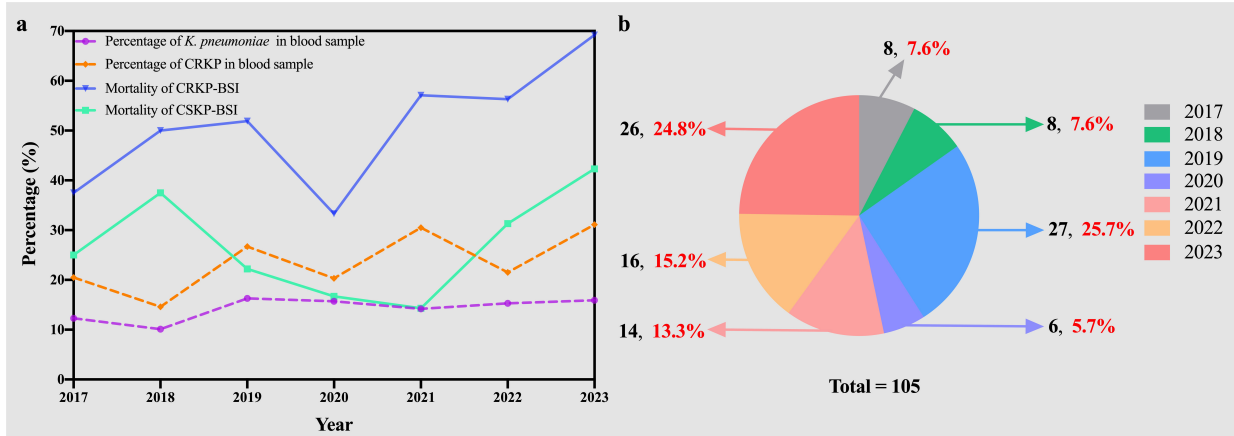 a
70
60
50
40
30
20
10
0
Percentage (%)
Percentage of K. pneumoniae in blood sample
Percentage of CRKP in blood sample
Mortality of CRKP-BSI
Mortality of CSKP-BSI
2017 2018 2019 2020 2021 2022 2023
Year
b
8, 7.6%
8, 7.6%
27, 25.7%
6, 5.7%
14, 13.3%
16, 15.2%
26, 24.8%
Total = 105
2017
2018
2019
2020
2021
2022
2023